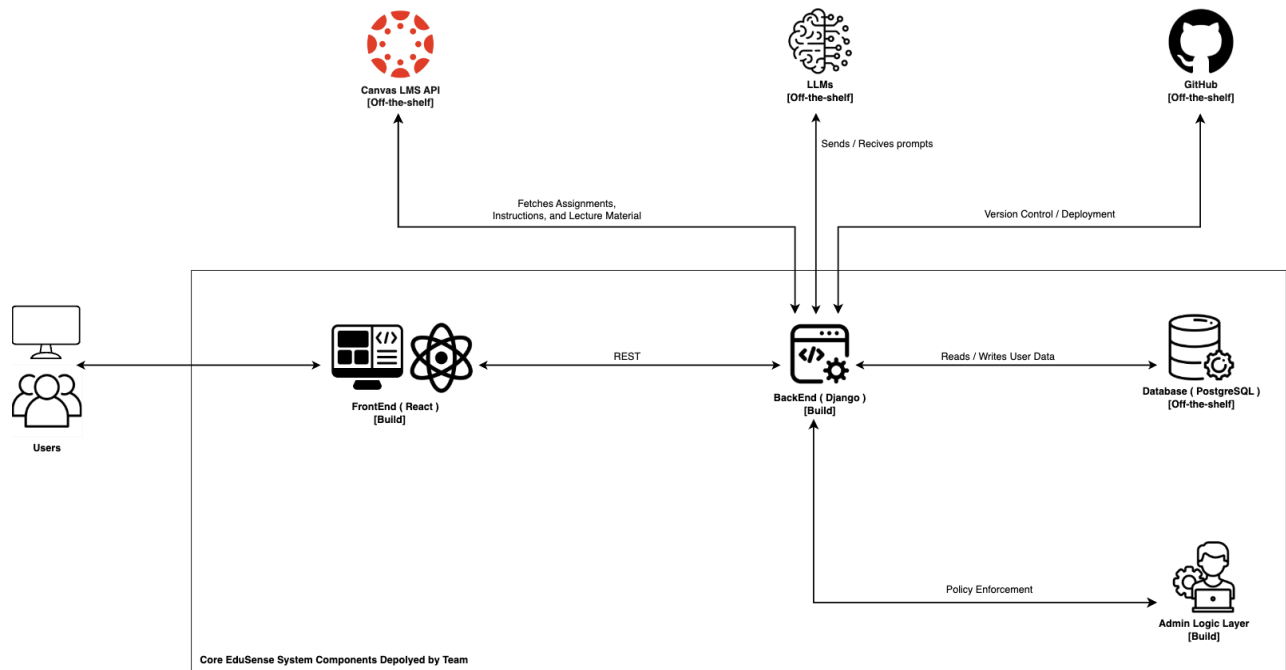 Canvas LMS API
[Off-the-shelf]
LLMs
[Off-the-shelf]
GitHub
[Off-the-shelf]
Sends / Recives prompts
Fetches Assignments,
Instructions, and Lecture Material
Version Control / Deployment
Users
FrontEnd ( React )
[Build]
REST
BackEnd ( Django )
[Build]
Reads / Writes User Data
Database ( PostgreSQL )
[Off-the-shelf]
Policy Enforcement
Admin Logic Layer
[Build]
Core EduSense System Components Depolyed by Team